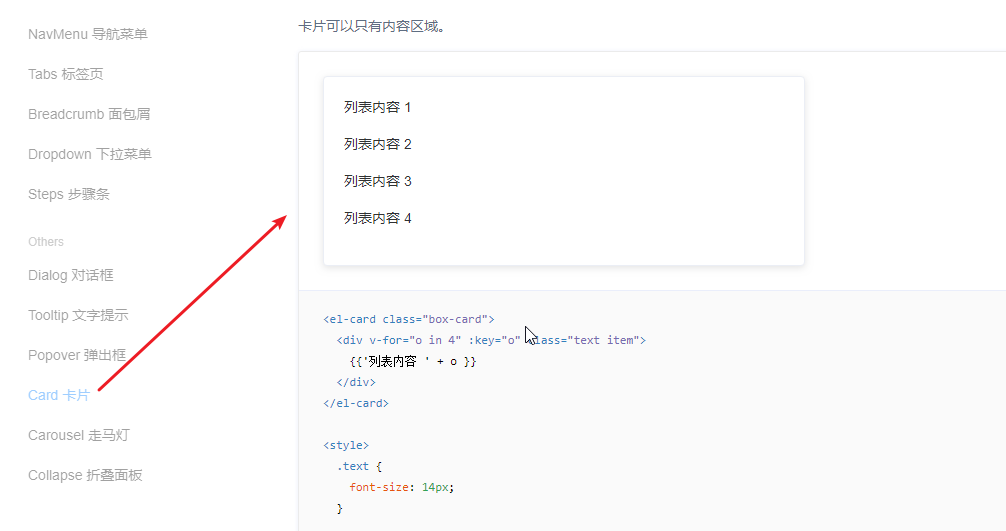 NavMenu 导航菜单
Tabs 标签页
Breadcrumb 面包屑
Dropdown 下拉菜单
Steps 步骤条
Others
Dialog 对话框
Tooltip 文字提示
Popover 弹出框
Card 卡片
Carousel 走马灯
Collapse 折叠面板
卡片可以只有内容区域。
列表内容 1
列表内容 2
列表内容 3
列表内容 4
<el-card class="box-card">
<div v-for="o in 4" :key="o" class="text item">
{{'列表内容 ' + o }}
</div>
</el-card>
<style>
.text {
font-size: 14px;
}